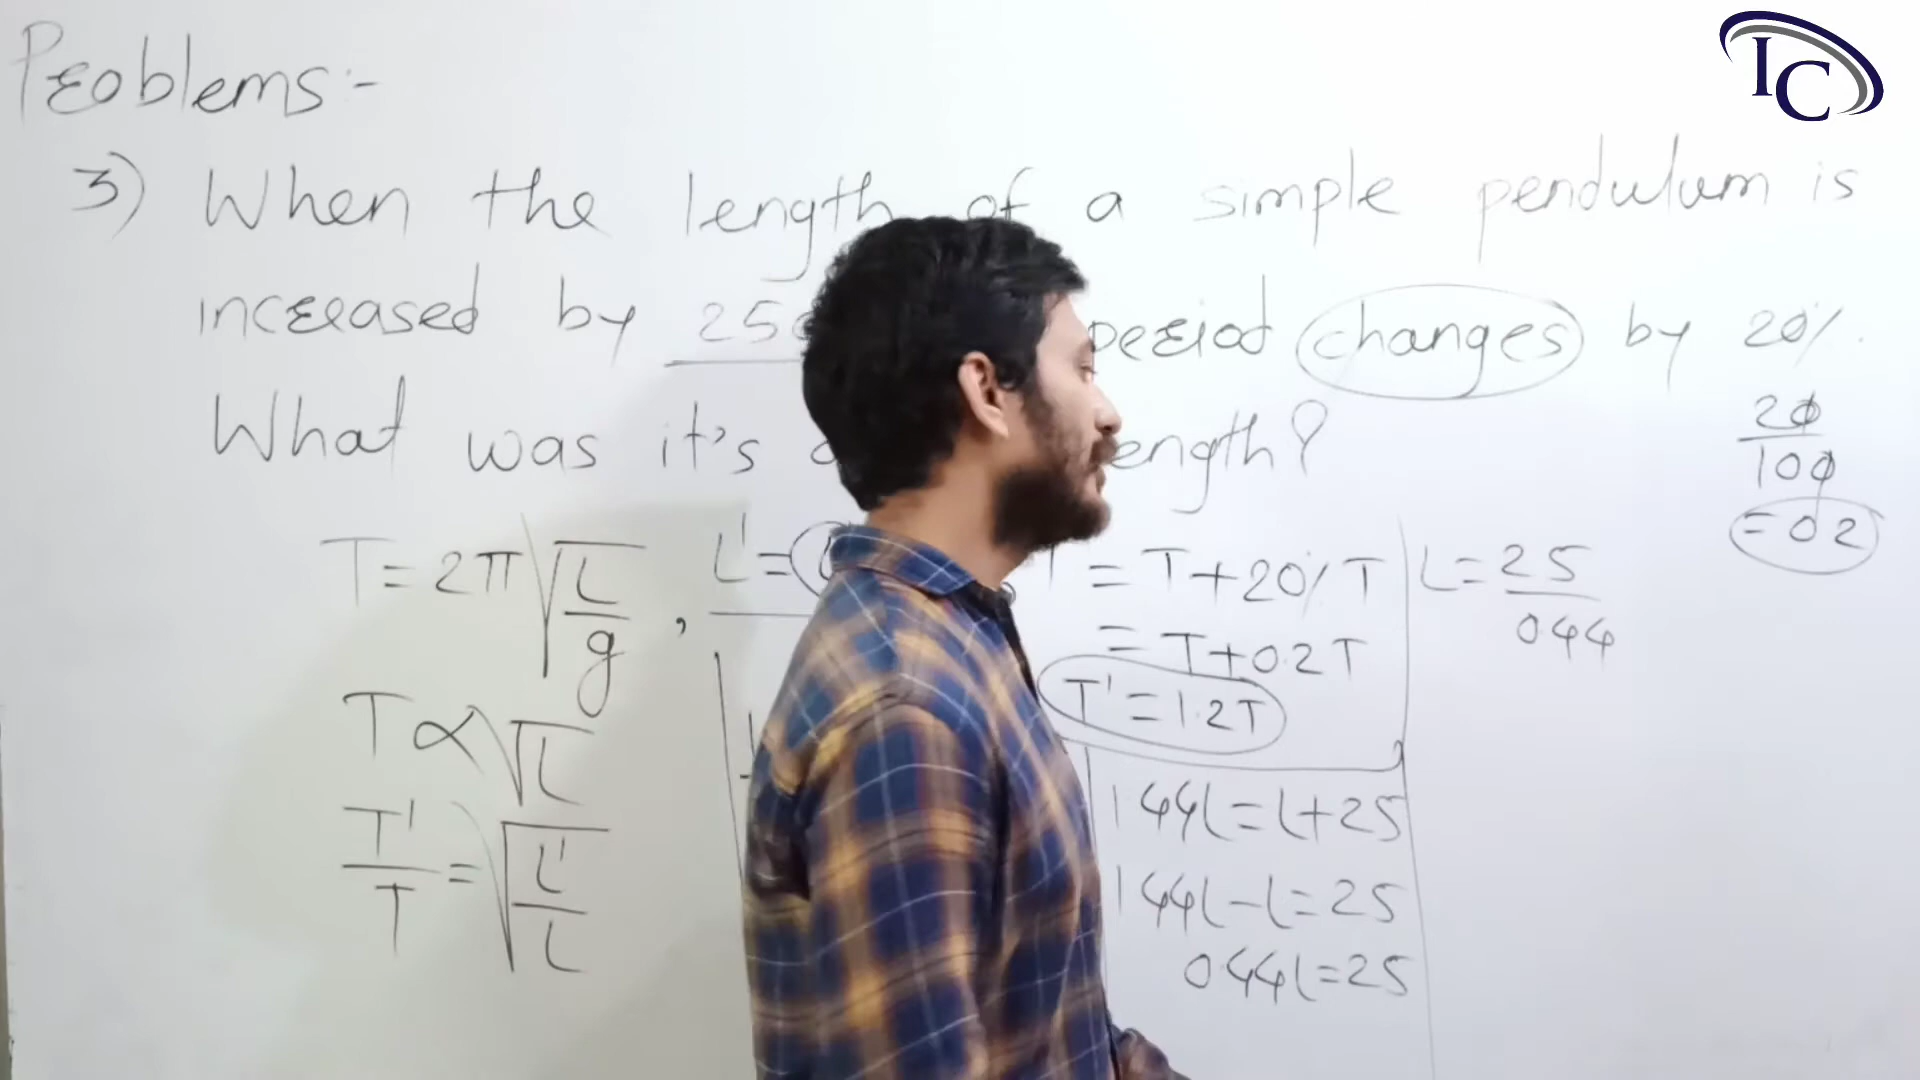 IC
Problems:-
3) When the length of a simple pendulum is
increased by 25 period changes by 20%.
What was it's length?
20/100
= 0.2
T = 2π√(L/g) , L' =
T ∝ √L
T'/T = √(L'/L)
= T + 20% T
= T + 0.2T
T' = 1.2T
1.44L = L + 25
1.44L - L = 25
0.44L = 25
L = 25/0.44